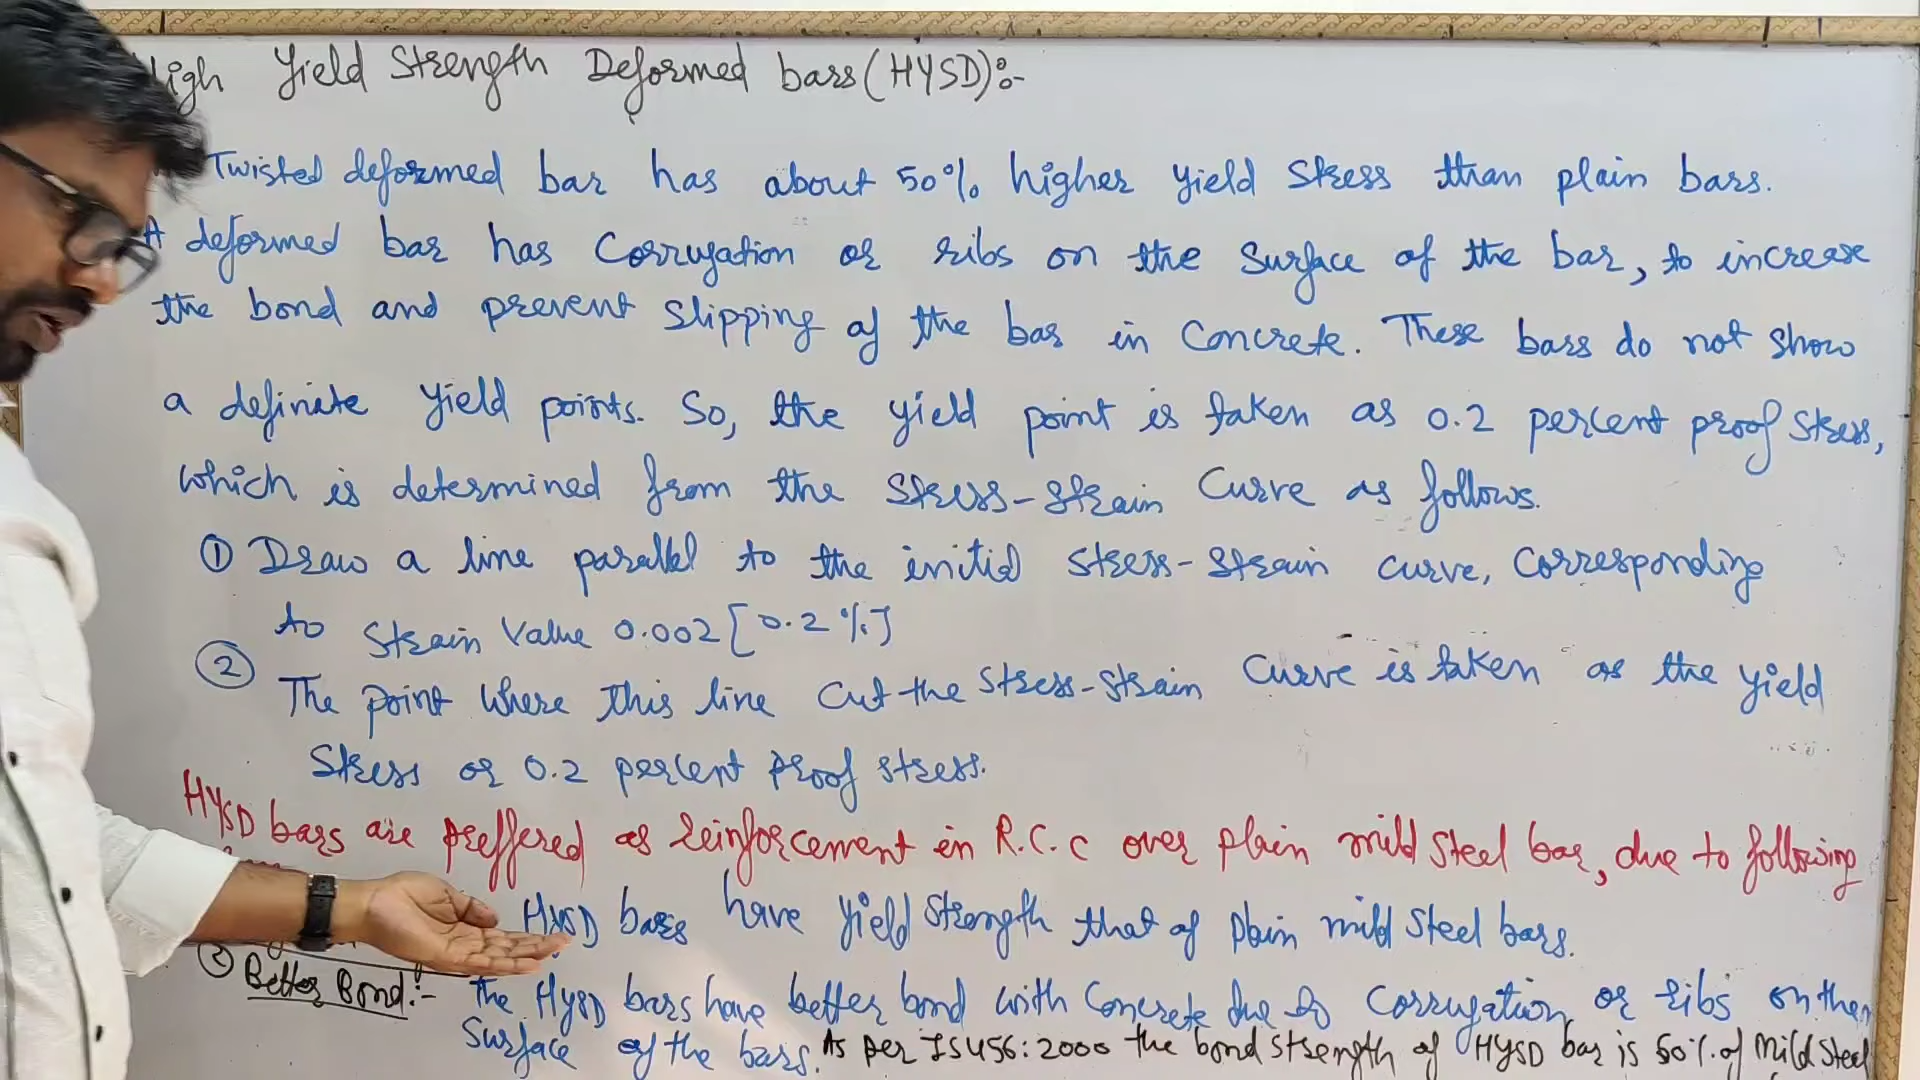 igh Yield Strength Deformed bars (HYSD):-
Twisted deformed bar has about 50% higher yield stress than plain bars.
A deformed bar has Corrugation or ribs on the surface of the bar, to increase
the bond and prevent slipping of the bar in Concrete. These bars do not show
a definite yield points. So, the yield point is taken as 0.2 percent proof stress,
which is determined from the stress-strain Curve as follows.
① Draw a line parallel to the initial stress-strain curve, Corresponding
to strain Value 0.002 [0.2%]
② The point where this line cut the stress-strain Curve is taken as the yield
Stress or 0.2 percent proof stress.
HYSD bars are preffered as reinforcement in R.C.C over plain mild steel bar, due to following
HYSD bars have yield strength that of plain mild steel bars.
② Better Bond:- The HYSD bars have better bond with Concrete due to Corrugation or ribs on the
Surface of the bars. As per IS 456:2000 the bond strength of HYSD bar is 60% of mild steel